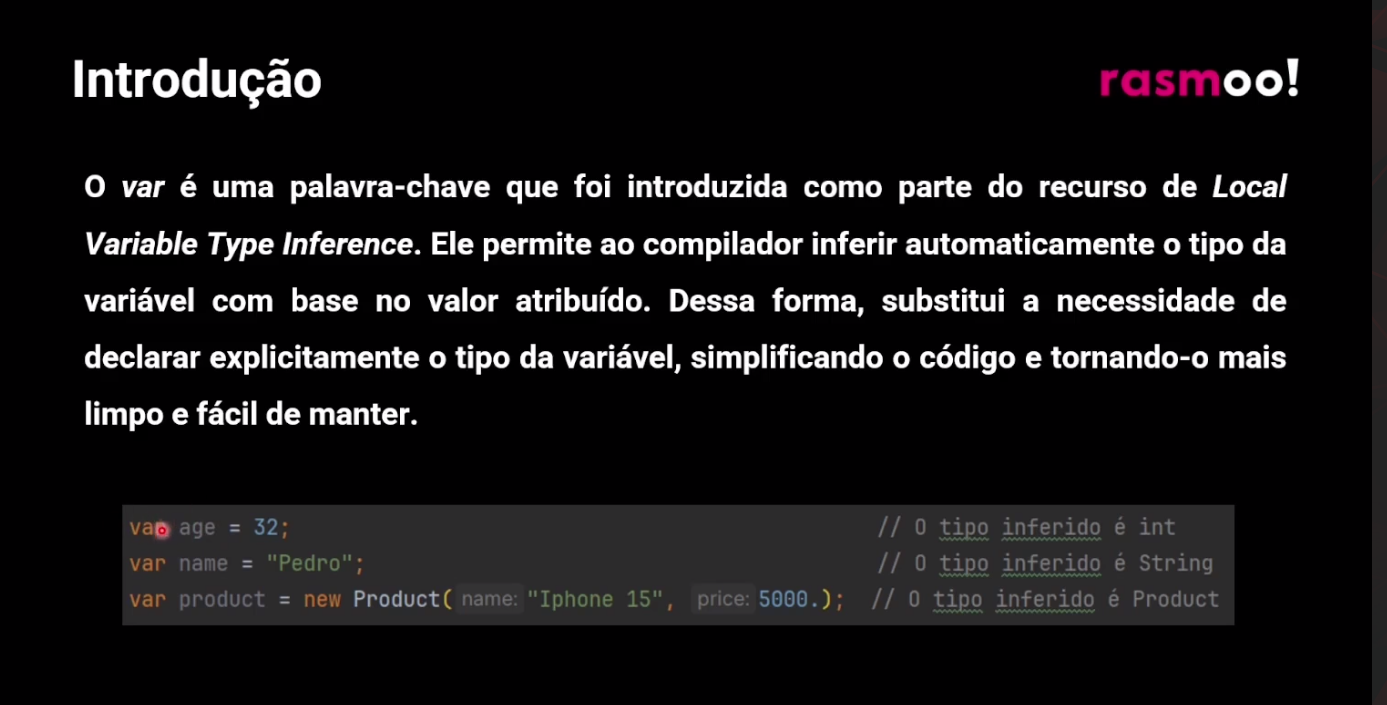 Introdução
rasmoo!
O var é uma palavra-chave que foi introduzida como parte do recurso de Local
Variable Type Inference. Ele permite ao compilador inferir automaticamente o tipo da
variável com base no valor atribuído. Dessa forma, substitui a necessidade de
declarar explicitamente o tipo da variável, simplificando o código e tornando-o mais
limpo e fácil de manter.
var age = 32; // O tipo inferido é int
var name = "Pedro"; // O tipo inferido é String
var product = new Product( name: "Iphone 15", price: 5000.); // O tipo inferido é Product